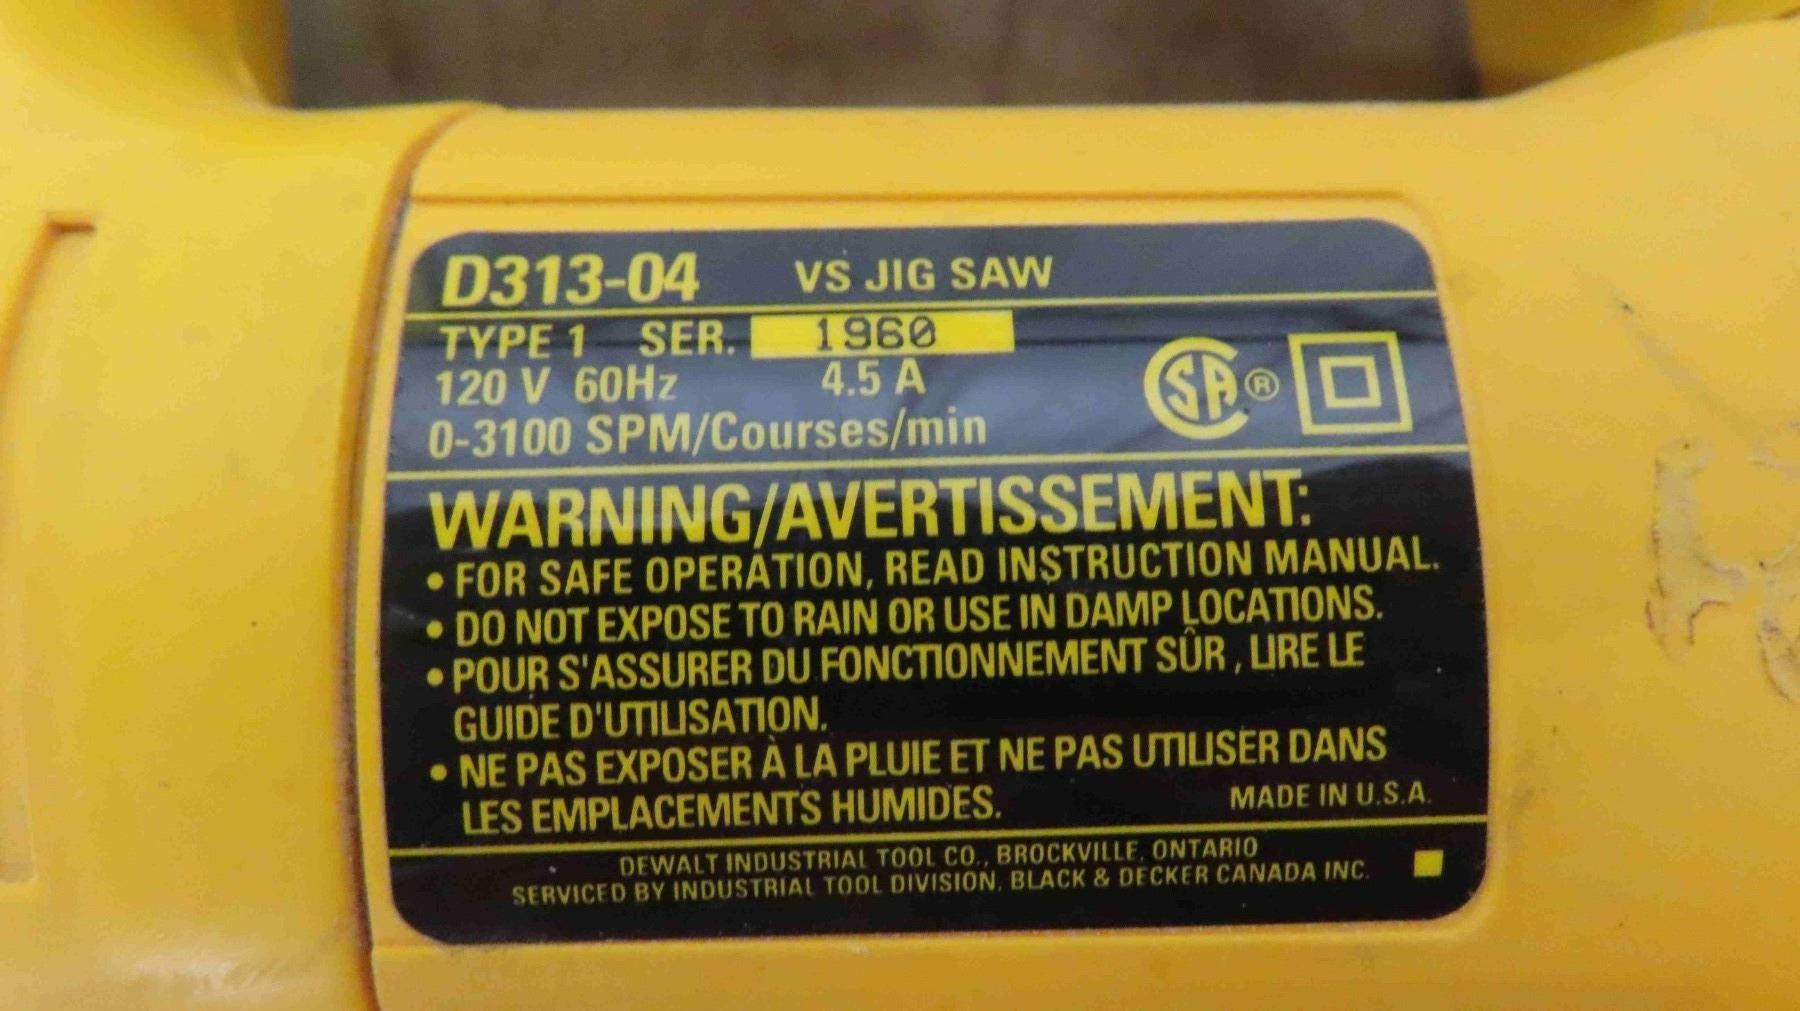 D313-04 VS JIG SAW
TYPE 1 SER. 1960
120 V 60Hz 4.5 A
0-3100 SPM/Courses/min
CSA®
WARNING/AVERTISSEMENT:
• FOR SAFE OPERATION, READ INSTRUCTION MANUAL.
• DO NOT EXPOSE TO RAIN OR USE IN DAMP LOCATIONS.
• POUR S'ASSURER DU FONCTIONNEMENT SÛR, LIRE LE
GUIDE D'UTILISATION.
• NE PAS EXPOSER À LA PLUIE ET NE PAS UTILISER DANS
LES EMPLACEMENTS HUMIDES.
MADE IN U.S.A.
DEWALT INDUSTRIAL TOOL CO., BROCKVILLE, ONTARIO
SERVICED BY INDUSTRIAL TOOL DIVISION, BLACK & DECKER CANADA INC.